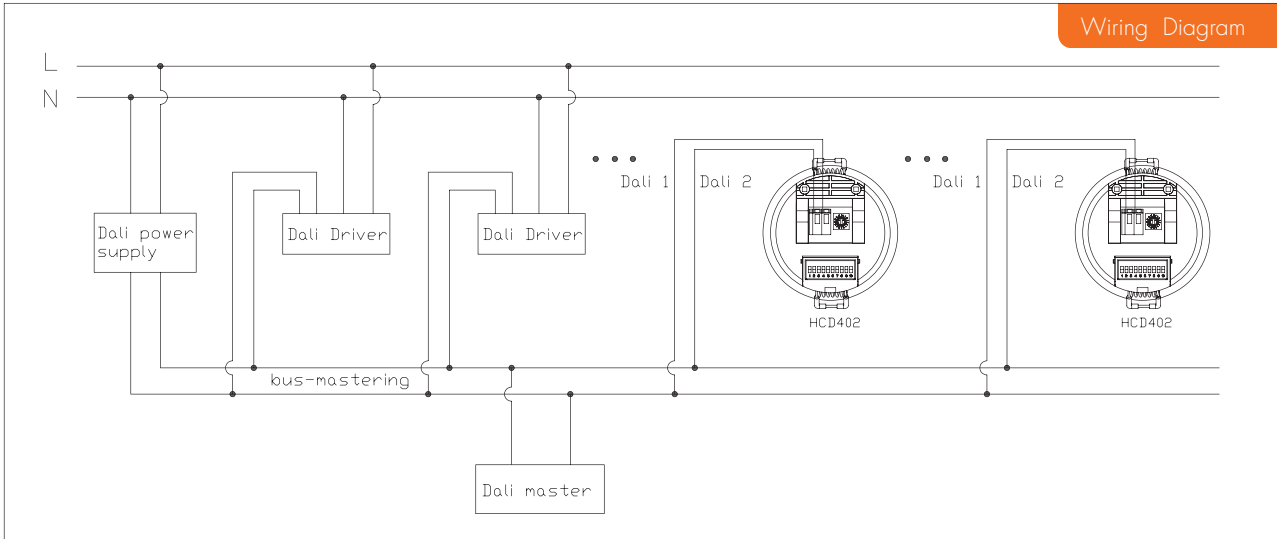 Wiring Diagram
L
N
Dali 1
Dali 2
Dali 1
Dali 2
Dali power
supply
Dali Driver
Dali Driver
HCD402
HCD402
bus-mastering
Dali master